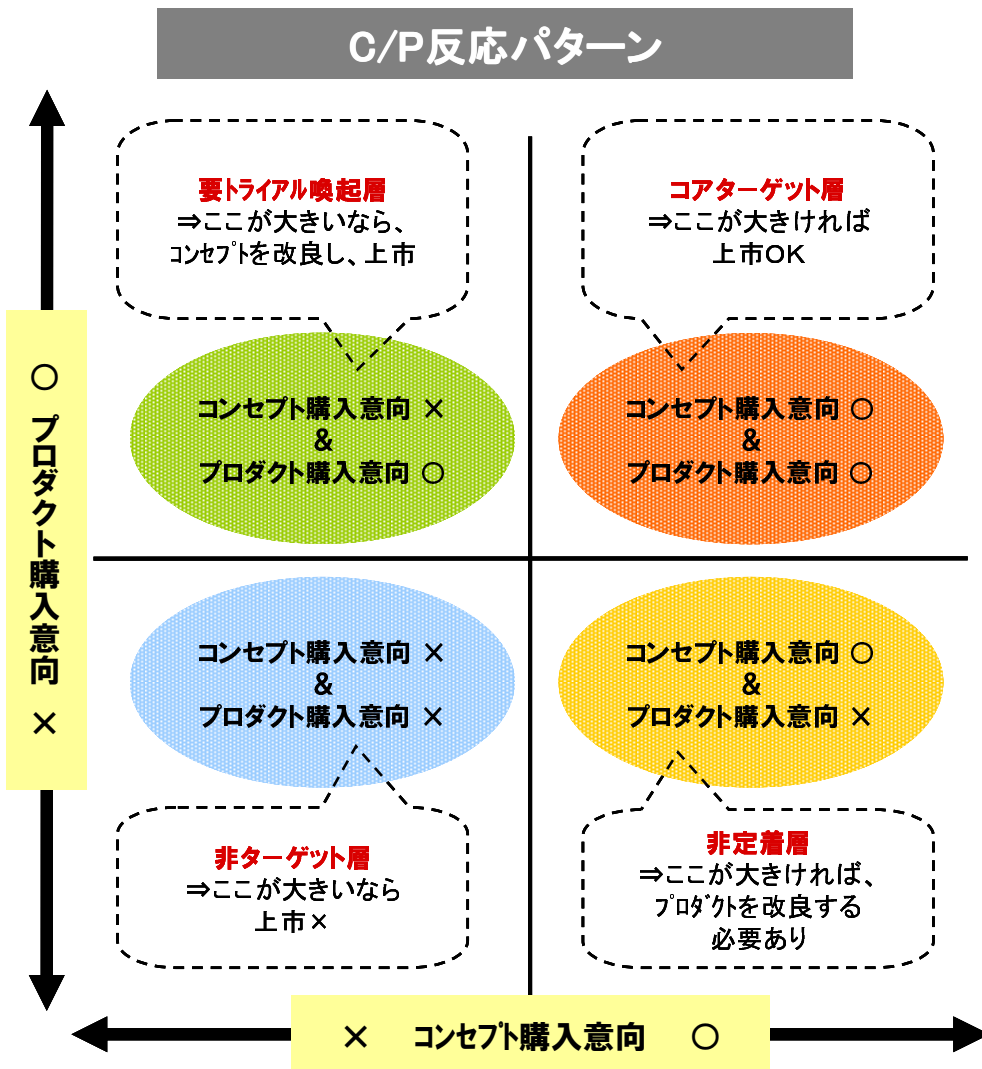 C/P反応パターン
要ﾄﾗｲｱﾙ喚起層
⇒ここが大きいなら、
ｺﾝｾﾌﾟﾄを改良し、上市
コアターゲット層
⇒ここが大きければ
上市OK
コンセプト購入意向 ×
&
プロダクト購入意向 ○
コンセプト購入意向 ○
&
プロダクト購入意向 ○
○ プロダクト購入意向 ×
コンセプト購入意向 ×
&
プロダクト購入意向 ×
コンセプト購入意向 ○
&
プロダクト購入意向 ×
非ターゲット層
⇒ここが大きいなら
上市×
非定着層
⇒ここが大きければ、
ﾌﾟﾛﾀﾞｸﾄを改良する
必要あり
× コンセプト購入意向 ○